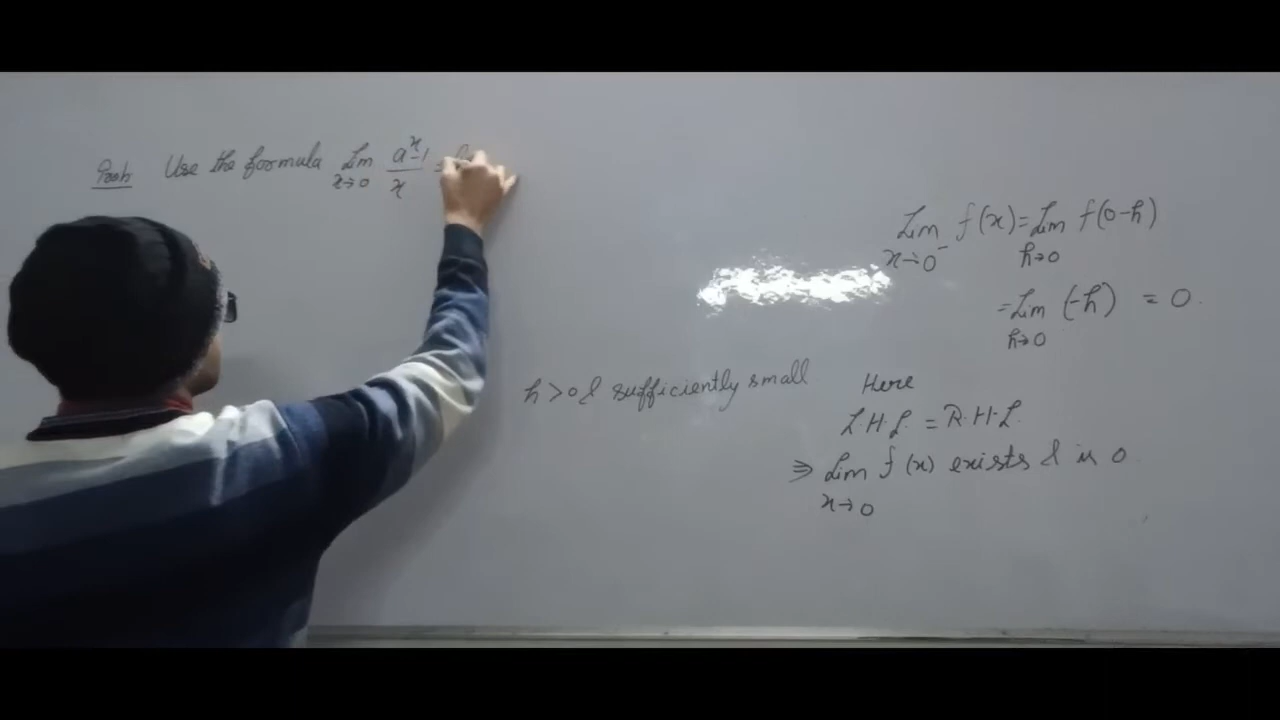 Prob Use the formula Lim x→0 a^x-1/x =
Lim x→0⁻ f(x) = Lim h→0 f(0-h)
= Lim h→0 (-h) = 0.
h>0 & sufficiently small
Here
L.H.L. = R.H.L.
⇒ Lim x→0 f(x) exists & is 0